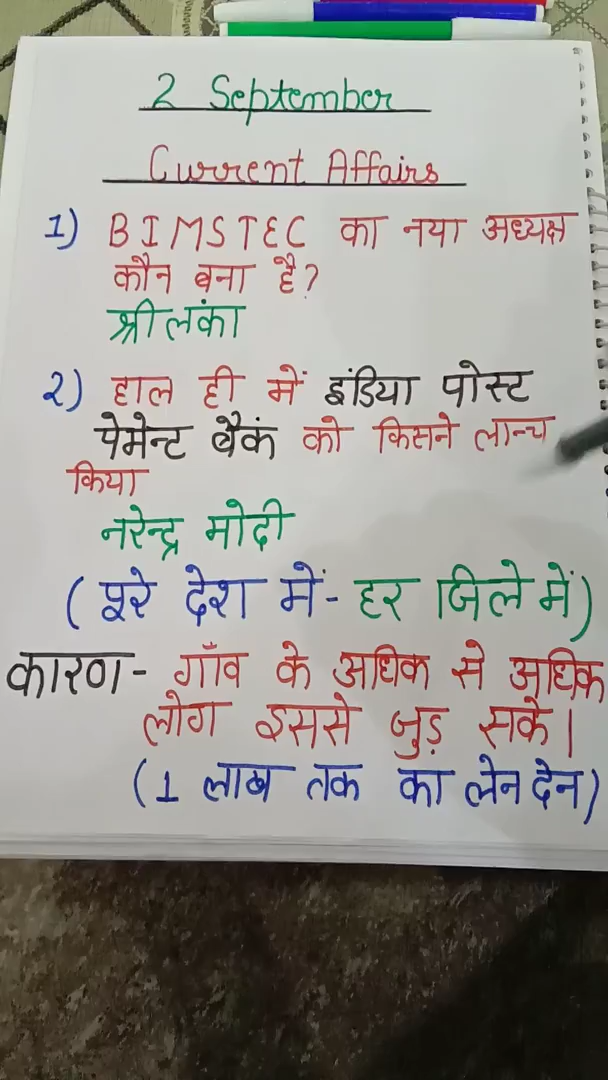 2 September
Current Affairs
1) BIMSTEC का नया अध्यक्ष
कौन बना है?
श्रीलंका
2) हाल ही में इंडिया पोस्ट
पेमेन्ट बैकं को किसने लान्च
किया
नरेन्द्र मोदी
(पूरे देश में- हर जिले में)
कारण- गाँव के अधिक से अधिक
लोग इससे जुड़ सके।
(1 लाख तक का लेन देन)